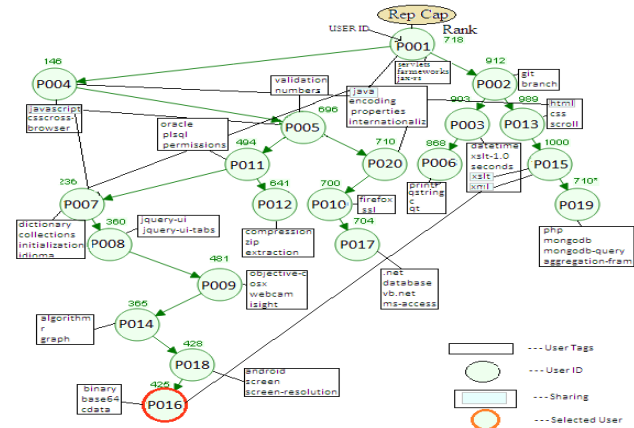 Rep Cap
USER ID
Rank
P001
718
servlets
farmeworks
jax-rs
146
P004
912
P002
git
branch
validation
numbers
java
encoding
properties
internationaliz
javascript
csscross-
browser
696
P005
903
P003
989
P013
html
css
scroll
oracle
plsql
permissions
494
P011
710
P020
868
P006
datetime
xslt-1.0
seconds
xslt
xml
1000
P015
236
P007
641
P012
700
P010
firefox
ssl
printf
qstring
c
qt
710*
P019
dictionary
collections
initialization
idioma
360
P008
jquery-ui
jquery-ui-tabs
compression
zip
extraction
704
P017
php
mongodb
mongodb-query
aggregation-fram
481
P009
objective-c
osx
webcam
isight
.net
database
vb.net
ms-access
algorithm
r
graph
365
P014
428
P018
android
screen
screen-resolution
binary
base64
cdata
425
P016
--- User Tags
--- User ID
--- Sharing
--- Selected User